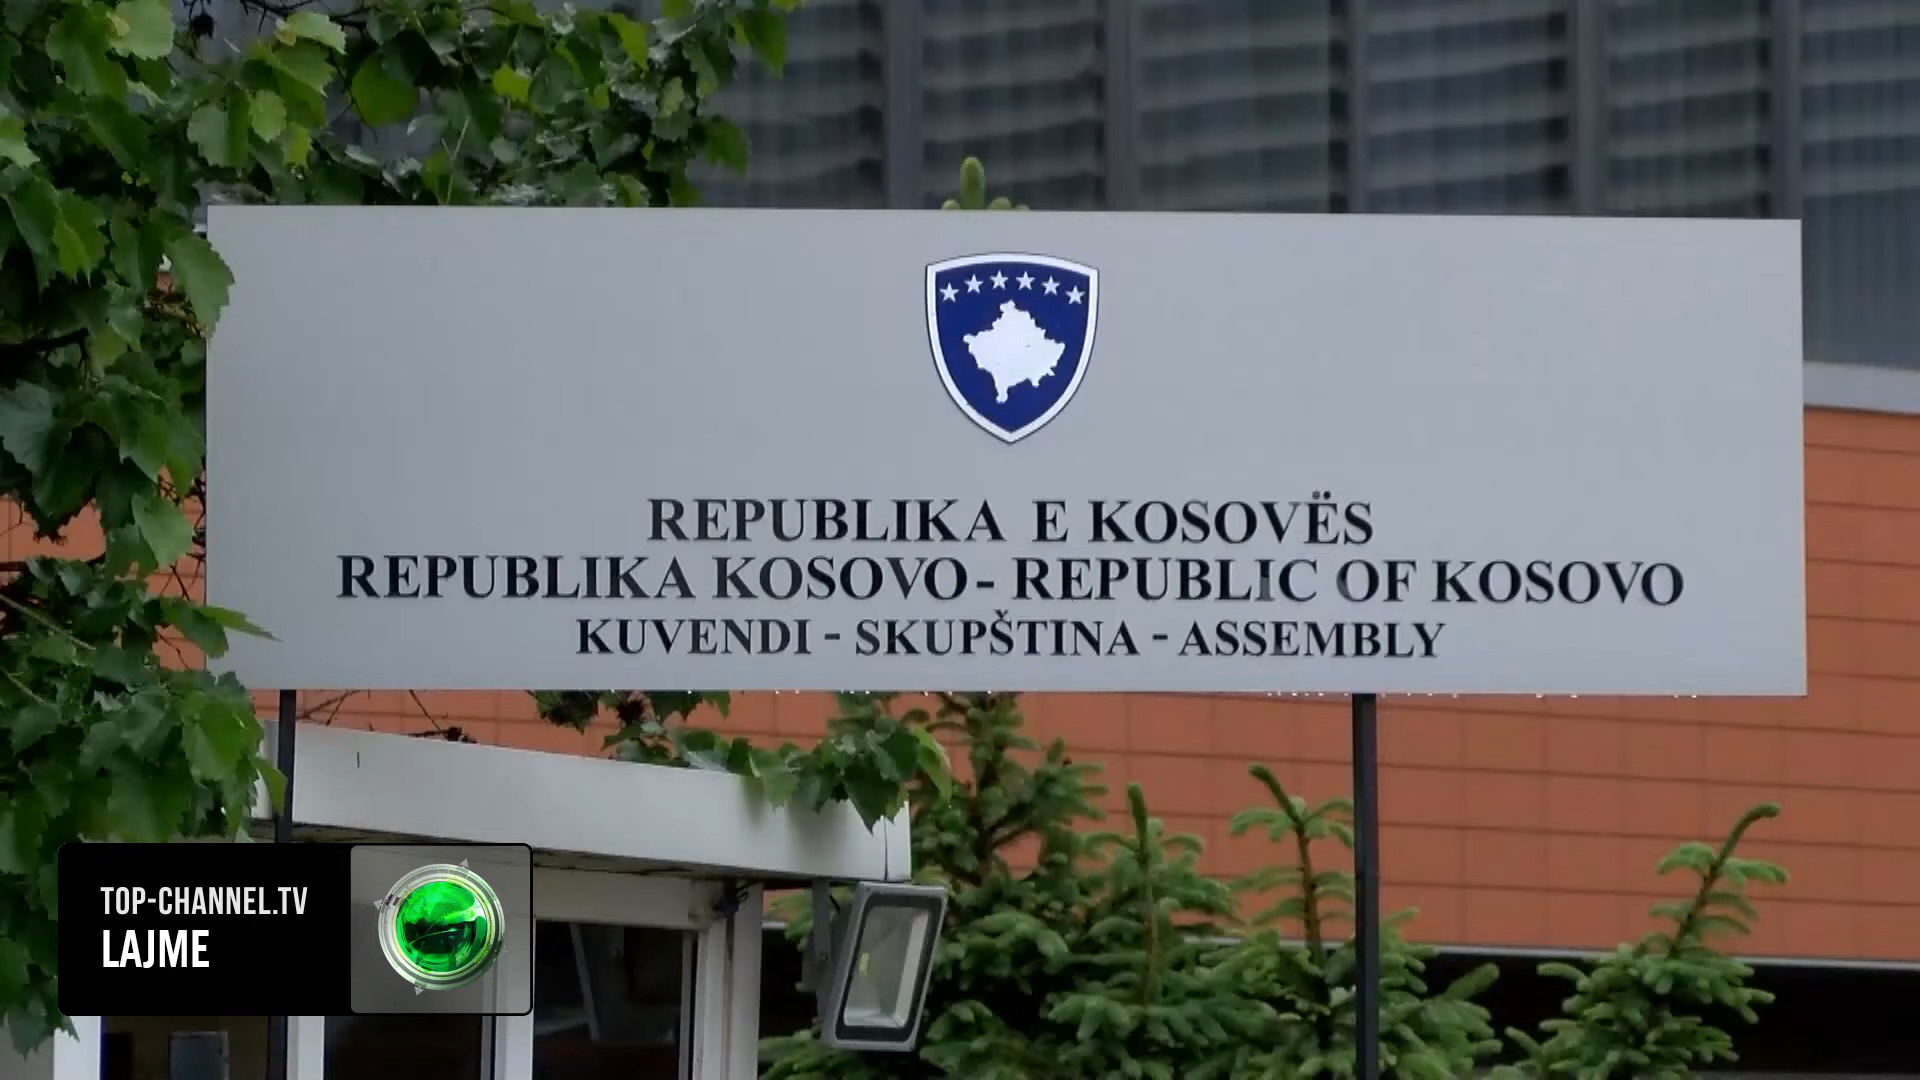 REPUBLIKA E KOSOVËS
REPUBLIKA KOSOVO - REPUBLIC OF KOSOVO
KUVENDI - SKUPŠTINA - ASSEMBLY
TOP-CHANNEL.TV
LAJME